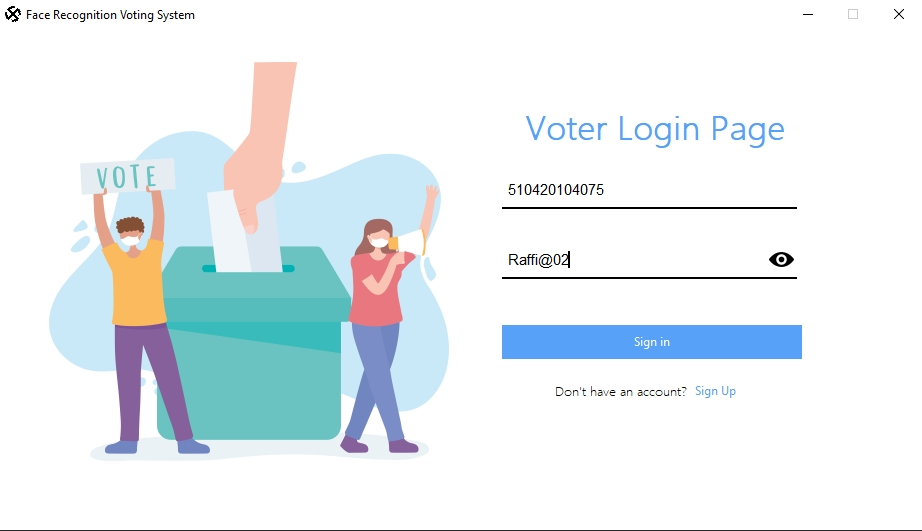 Face Recognition Voting System
VOTE
Voter Login Page
510420104075
Raffi@02
Sign in
Don't have an account? Sign Up